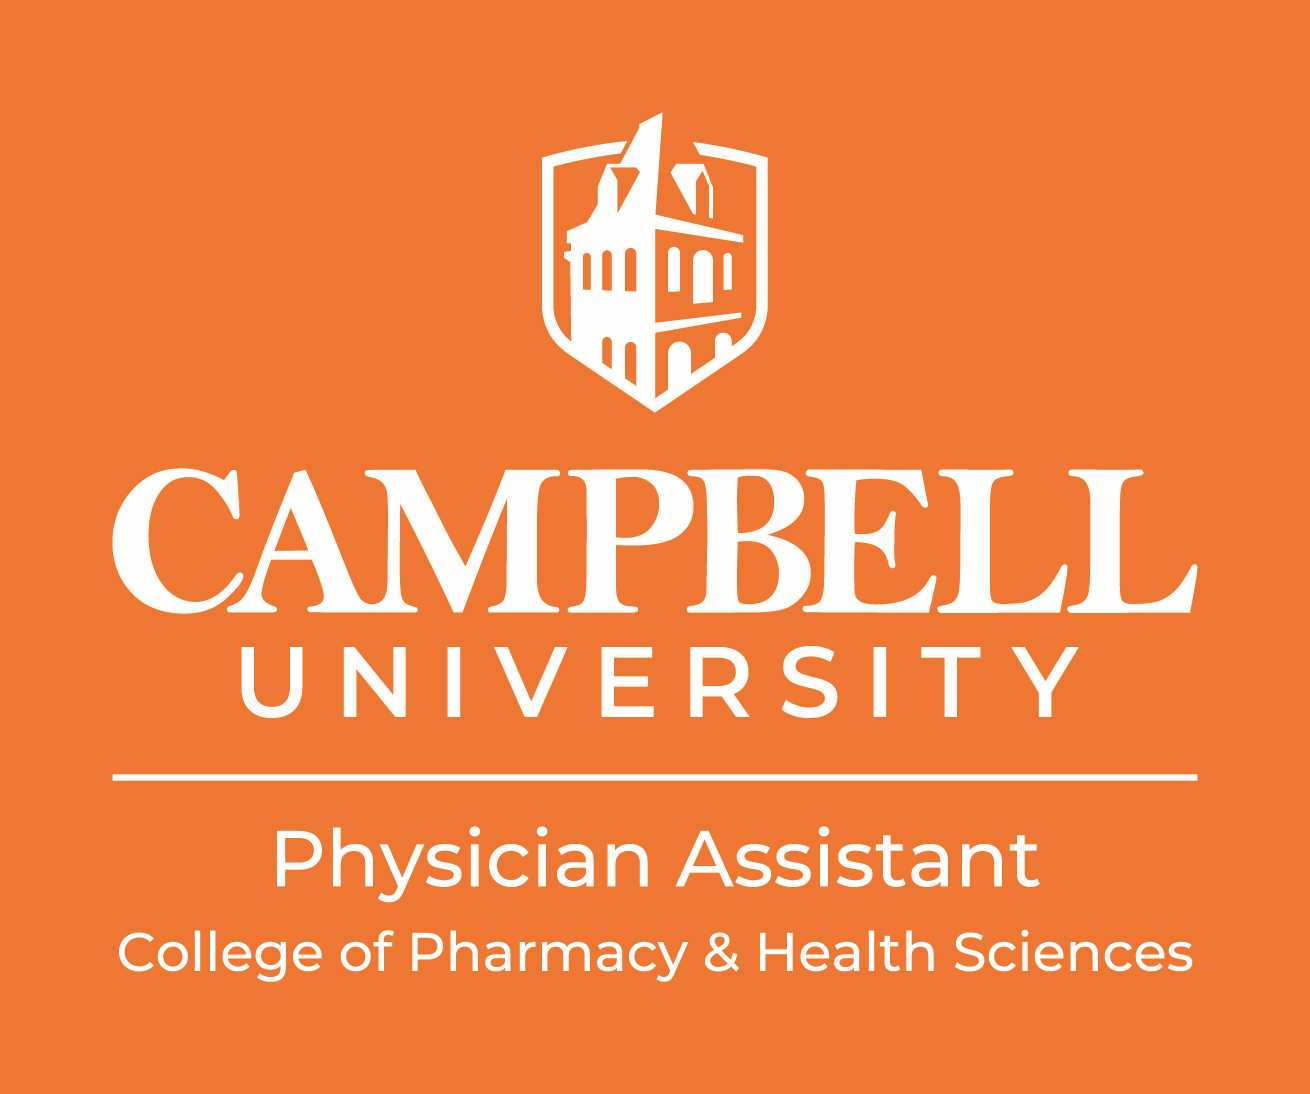 CAMPBELL
UNIVERSITY
Physician Assistant
College of Pharmacy & Health Sciences